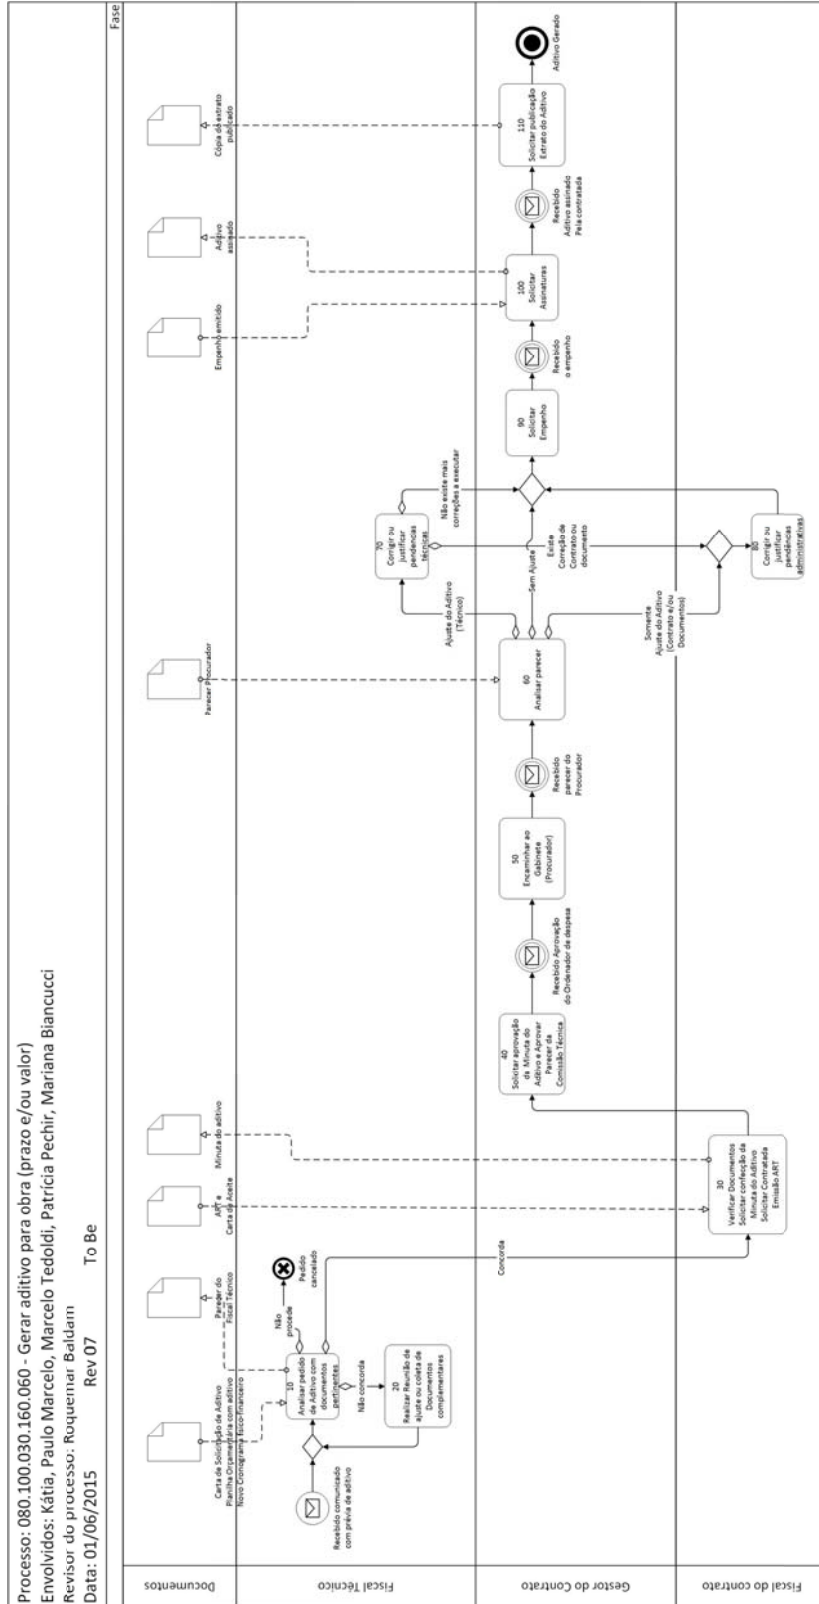 Processo: 080.100.030.160.060 - Gerar aditivo para obra (prazo e/ou valor)
Envolvidos: Kátia, Paulo Marcelo, Marcelo Tedoldi, Patrícia Pechir, Mariana Biancucci
Revisor do processo: Roquemar Baldam
Data: 01/06/2015 Rev 07 To Be
Fase
Documentos
Carta de Solicitação de Aditivo
Planilha Orçamentária com aditivo
Novo Cronograma físico-financeiro
Parecer do
Fiscal Técnico
ART e
Carta de Aceite
Minuta do aditivo
Parecer Procurador
Empenho emitido
Aditivo
assinado
Cópia do extrato
publicado
Fiscal Técnico
Recebido comunicado
com prévia de aditivo
10
Analisar pedido
de Aditivo com
documentos
pertinentes
Não
procede
Pedido
cancelado
Não concorda
20
Realizar Reunião de
ajuste ou coleta de
Documentos
complementares
Concorda
70
Corrigir ou
justificar
pendencas
técnicas
Ajuste do Aditivo
(Técnico)
Não existe mais
correções a executar
Gestor do Contrato
40
Solicitar aprovação
da Minuta do
Aditivo e Aprovar
Parecer da
Comissão Técnica
Recebido Aprovação
do Ordenador de despesa
50
Encaminhar ao
Gabinete
(Procurador)
Recebido
parecer do
Procurador
60
Analisar parecer
Sem Ajuste
Existe
Correção de
Contrato ou
documento
90
Solicitar
Empenho
Recebido
o empenho
100
Solicitar
Assinaturas
Recebido
Aditivo assinado
Pela contratada
110
Solicitar publicação
Extrato do Aditivo
Aditivo Gerado
Fiscal do contrato
30
Verificar Documentos
Solicitar confecção da
Minuta do Aditivo
Solicitar Contratada
Emissão ART
Somente
Ajuste do Aditivo
(Contrato e/ou
Documentos)
80
Corrigir ou
justificar
pendências
administrativas